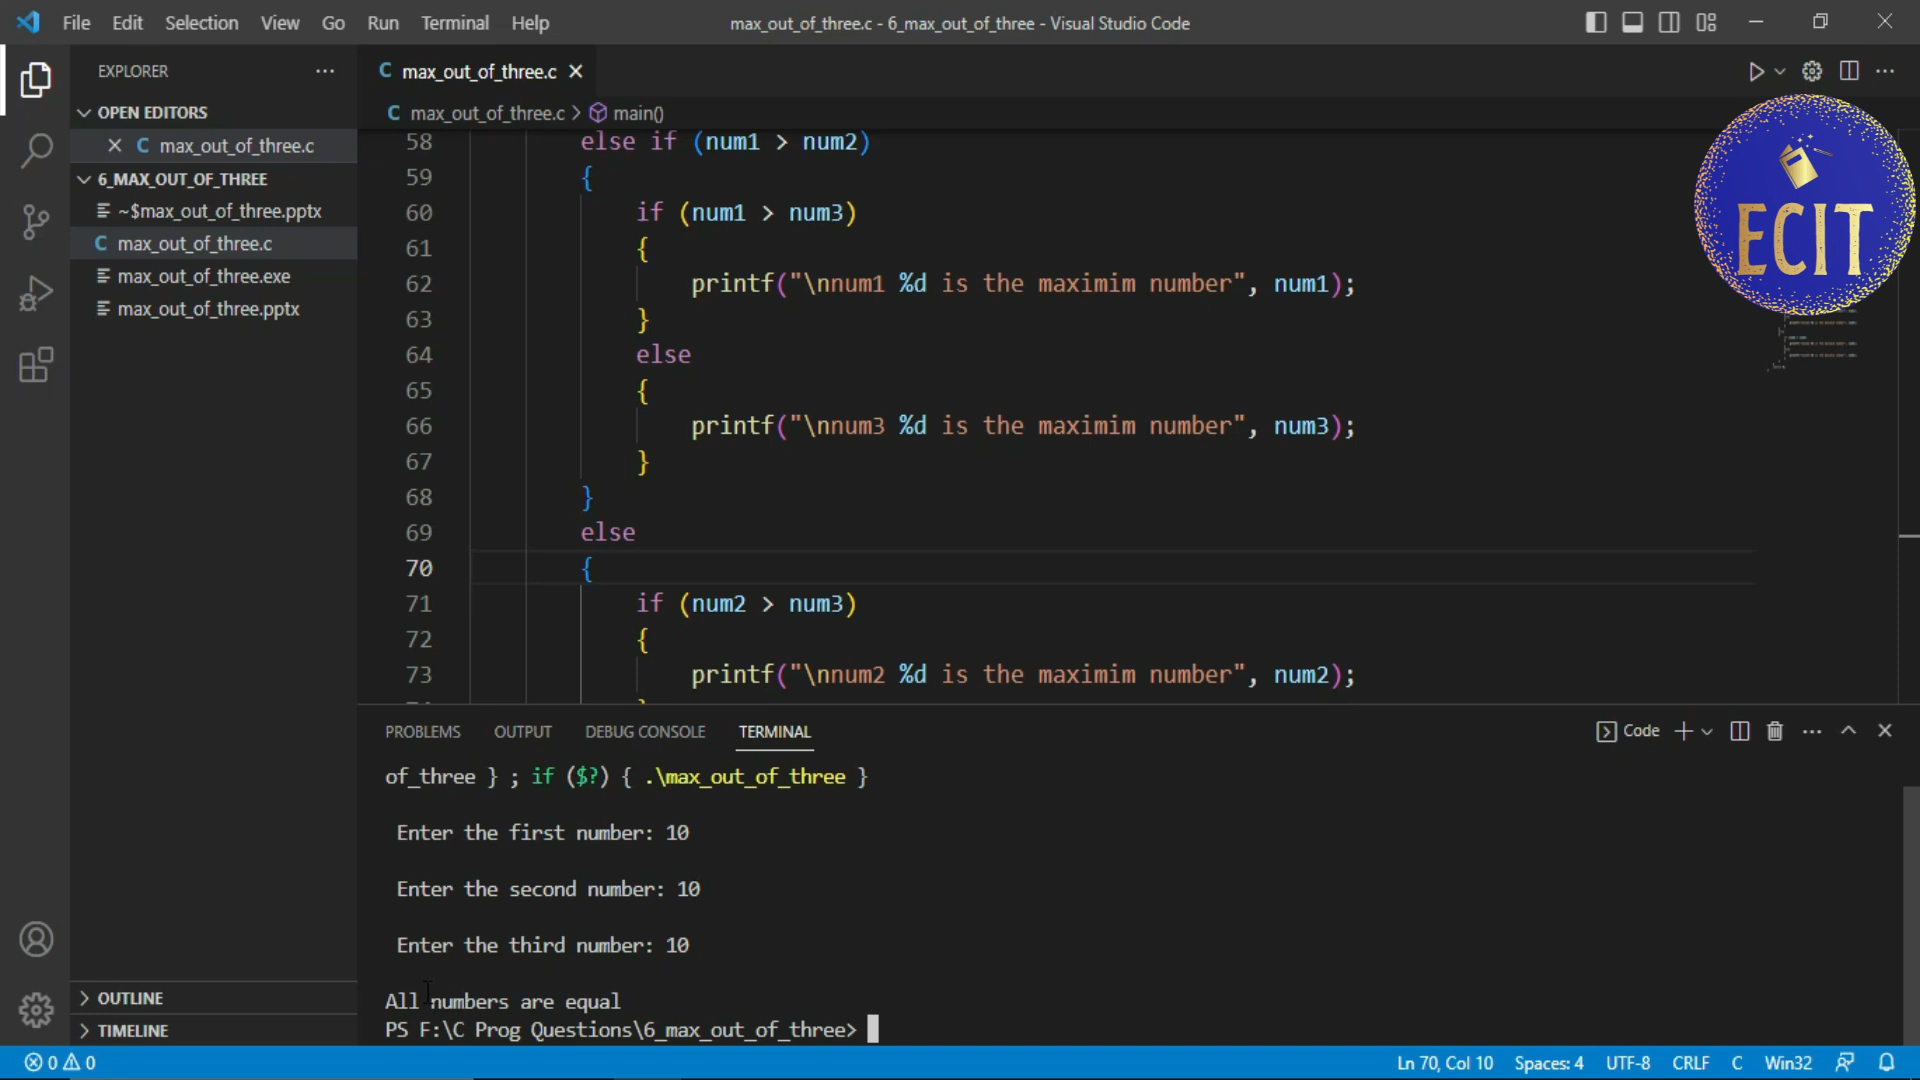 File Edit Selection View Go Run Terminal Help
max_out_of_three.c - 6_max_out_of_three - Visual Studio Code
EXPLORER
OPEN EDITORS
C max_out_of_three.c
6_MAX_OUT_OF_THREE
~$max_out_of_three.pptx
C max_out_of_three.c
max_out_of_three.exe
max_out_of_three.pptx
OUTLINE
TIMELINE
C max_out_of_three.c
C max_out_of_three.c > main()
58 else if (num1 > num2)
59 {
60 if (num1 > num3)
61 {
62 printf("\nnum1 %d is the maximim number", num1);
63 }
64 else
65 {
66 printf("\nnum3 %d is the maximim number", num3);
67 }
68 }
69 else
70 {
71 if (num2 > num3)
72 {
73 printf("\nnum2 %d is the maximim number", num2);
ECIT
PROBLEMS OUTPUT DEBUG CONSOLE TERMINAL
Code
of_three } ; if ($?) { .\max_out_of_three }
Enter the first number: 10
Enter the second number: 10
Enter the third number: 10
All numbers are equal
PS F:\C Prog Questions\6_max_out_of_three>
0 0
Ln 70, Col 10 Spaces: 4 UTF-8 CRLF C Win32